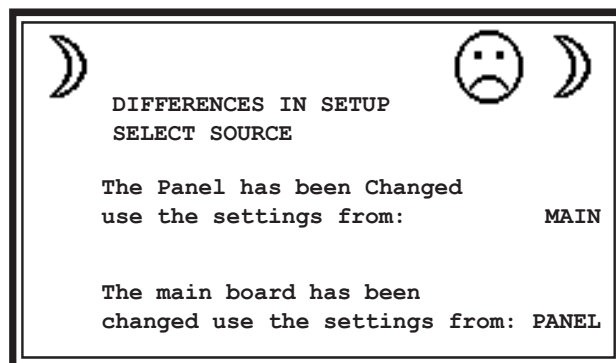 DIFFERENCES IN SETUP
SELECT SOURCE
The Panel has been Changed
use the settings from: MAIN
The main board has been
changed use the settings from: PANEL